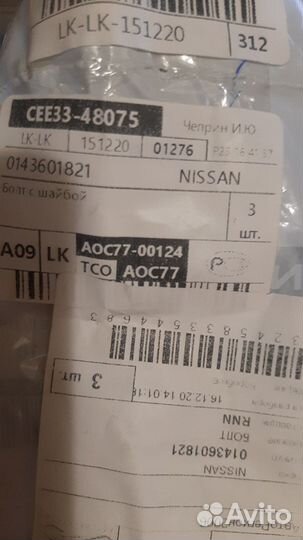 LK-LK-151220
312
CEE33-48075
Чеприн И.Ю
LK-LK 151220 01276
0143601821 NISSAN
Болт с шайбой
3
шт.
A09 LK AOC77-00124
TCO AOC77
3 шт.
16.12.20 14:01:18
RNN
БОЛТ
0143601821
NISSAN
Avito